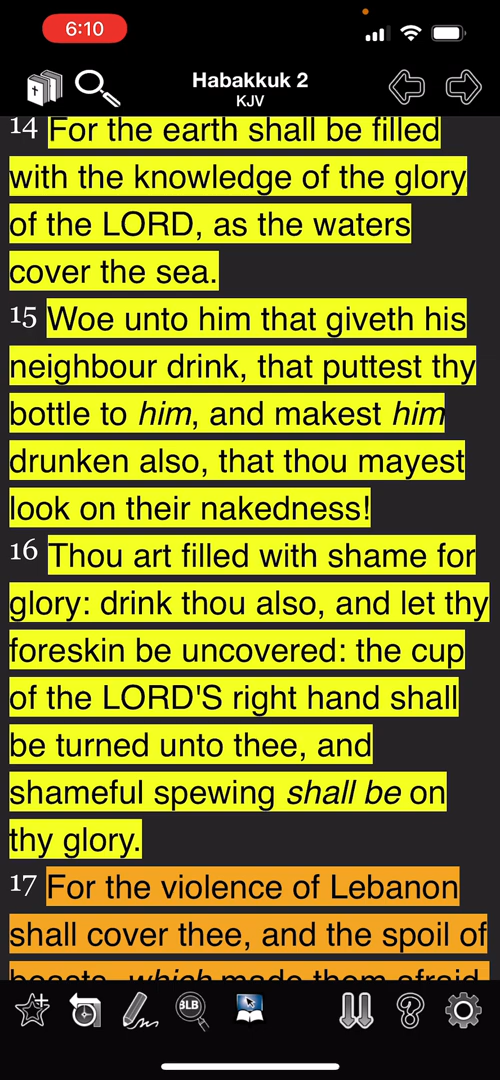 6:10
Habakkuk 2
KJV
14 For the earth shall be filled
with the knowledge of the glory
of the LORD, as the waters
cover the sea.
15 Woe unto him that giveth his
neighbour drink, that puttest thy
bottle to him, and makest him
drunken also, that thou mayest
look on their nakedness!
16 Thou art filled with shame for
glory: drink thou also, and let thy
foreskin be uncovered: the cup
of the LORD'S right hand shall
be turned unto thee, and
shameful spewing shall be on
thy glory.
17 For the violence of Lebanon
shall cover thee, and the spoil of
beasts, which made them afraid,
BLB